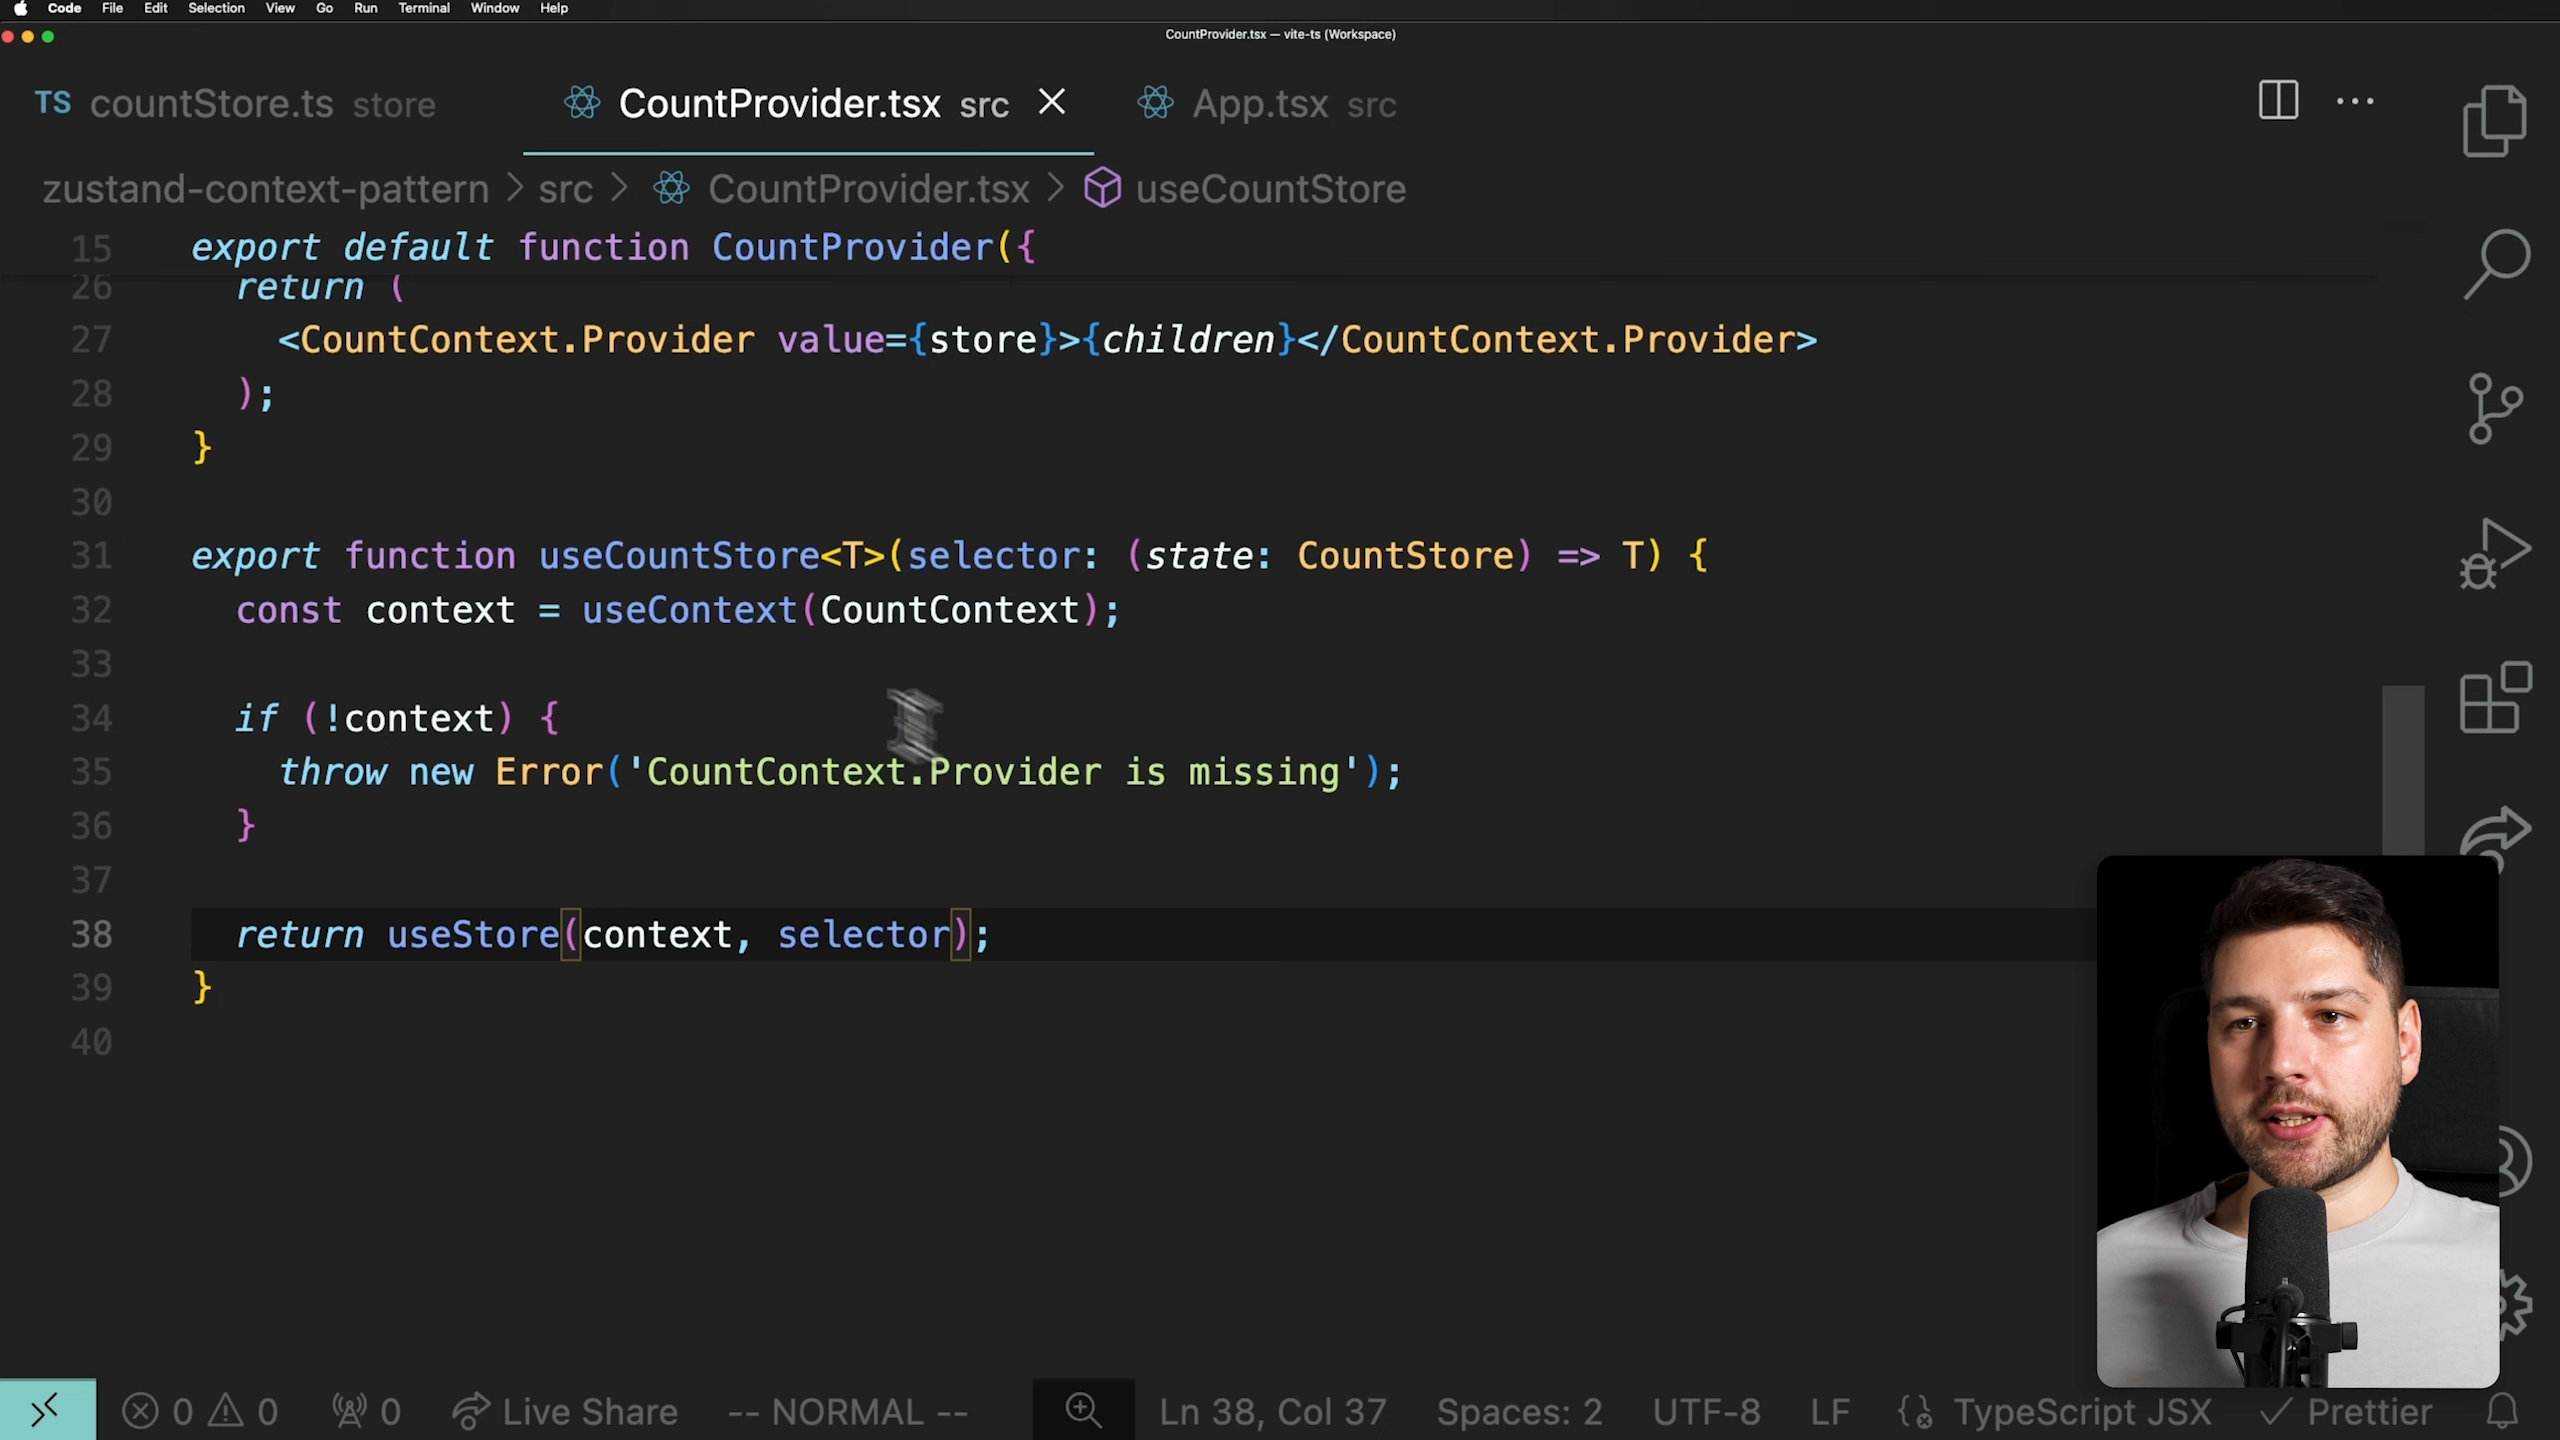 Code File Edit Selection View Go Run Terminal Window Help
CountProvider.tsx — vite-ts (Workspace)
TS countStore.ts store CountProvider.tsx src App.tsx src
zustand-context-pattern > src > CountProvider.tsx > useCountStore
15 export default function CountProvider({
26 return (
27 <CountContext.Provider value={store}>{children}</CountContext.Provider>
28 );
29 }
30
31 export function useCountStore<T>(selector: (state: CountStore) => T) {
32 const context = useContext(CountContext);
33
34 if (!context) {
35 throw new Error('CountContext.Provider is missing');
36 }
37
38 return useStore(context, selector);
39 }
40
0 0 0 Live Share -- NORMAL -- Ln 38, Col 37 Spaces: 2 UTF-8 LF TypeScript JSX Prettier